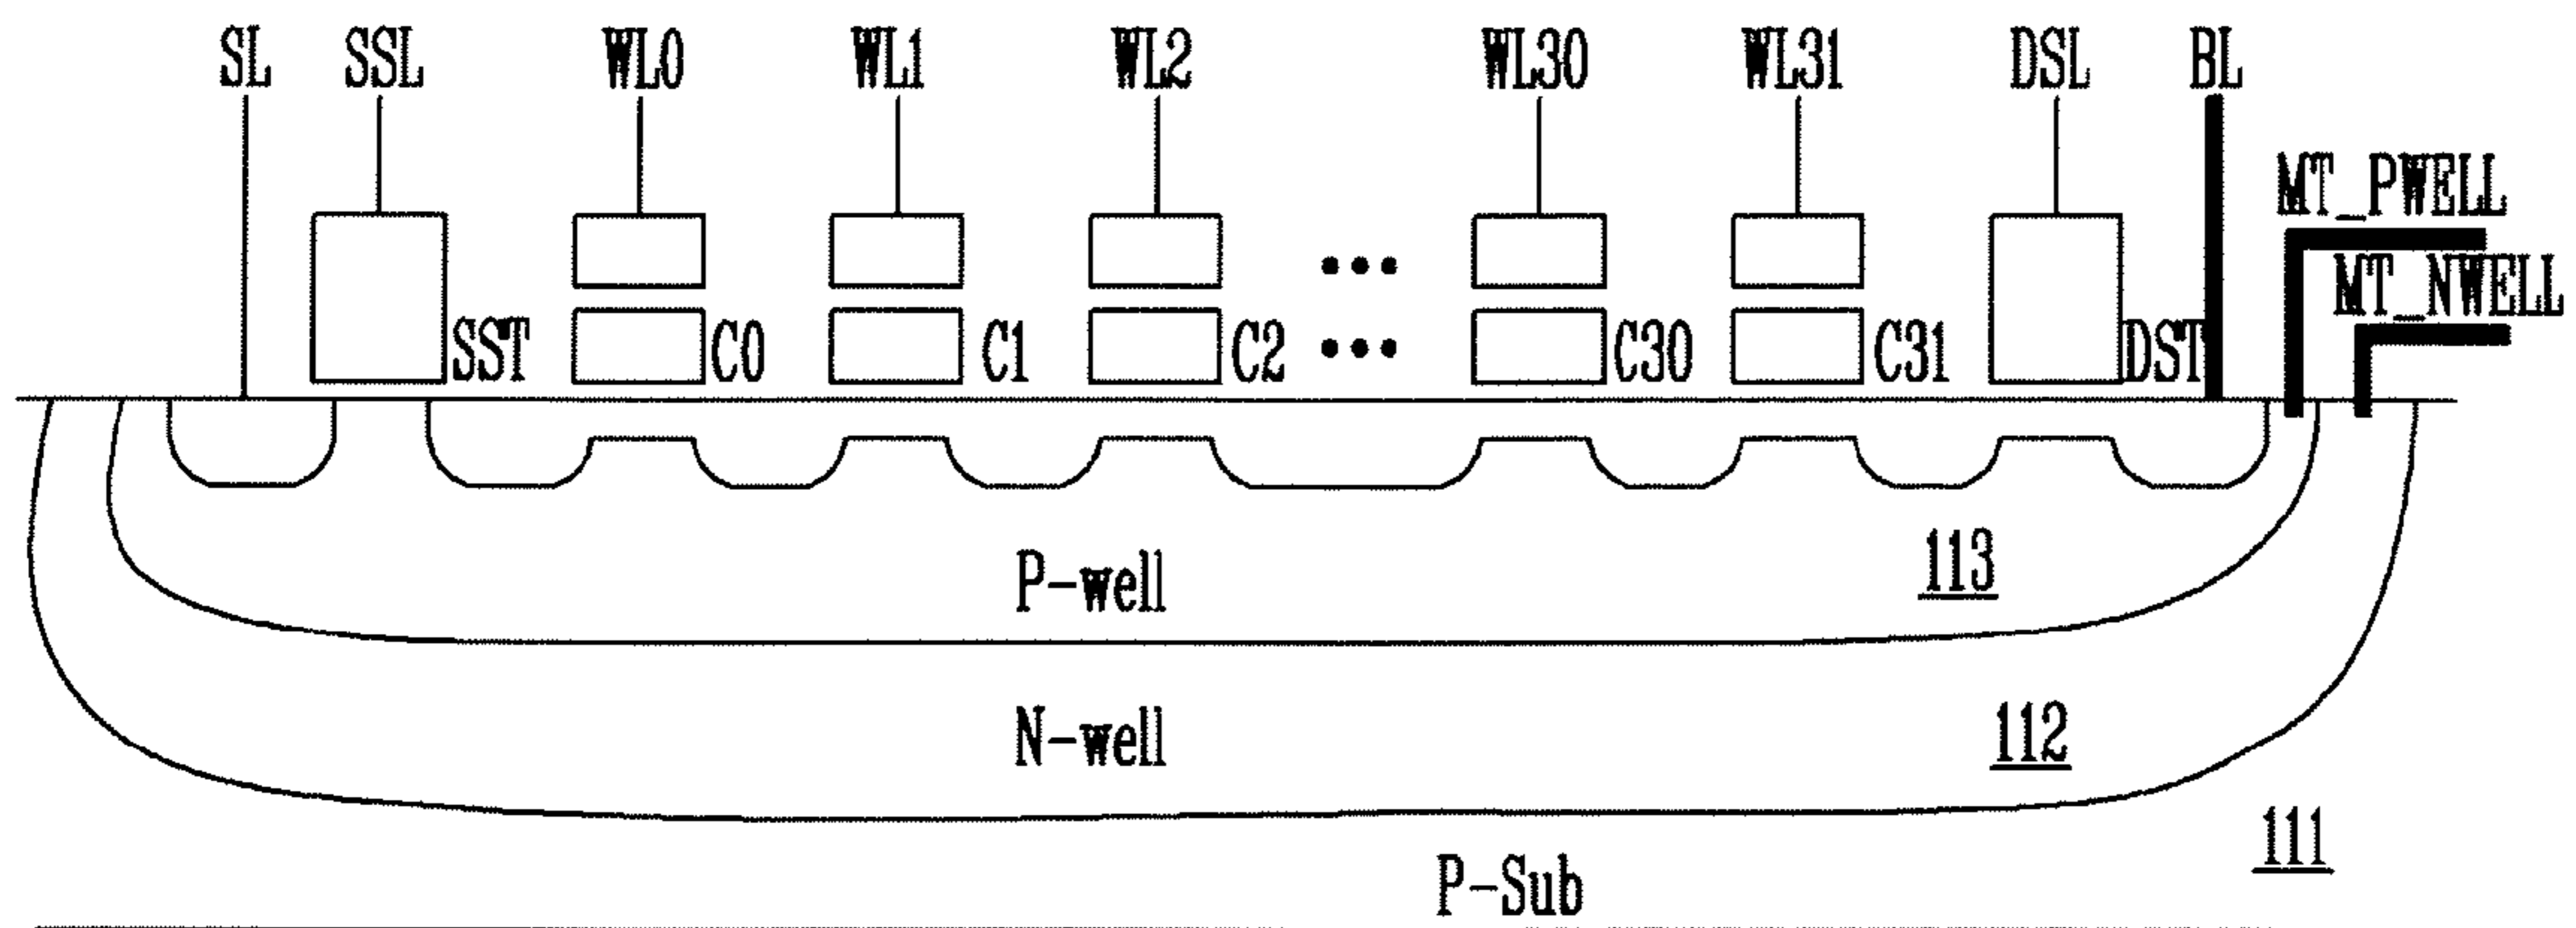 SL SSL WL0 WL1 WL2 WL30 WL31 DSL BL
MT_PWELL
MT_NWELL
SST C0 C1 C2 C30 C31 DST
P-well 113
N-well 112
111
P-Sub